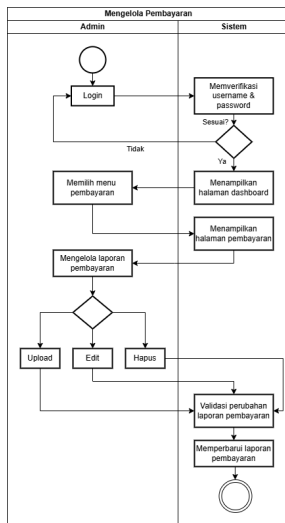 Mengelola Pembayaran
Admin
Sistem
Login
Memverifikasi
username &
password
Sesuai?
Tidak
Ya
Memilih menu
pembayaran
Menampilkan
halaman dashboard
Menampilkan
halaman pembayaran
Mengelola laporan
pembayaran
Upload
Edit
Hapus
Validasi perubahan
laporan pembayaran
Memperbarui laporan
pembayaran